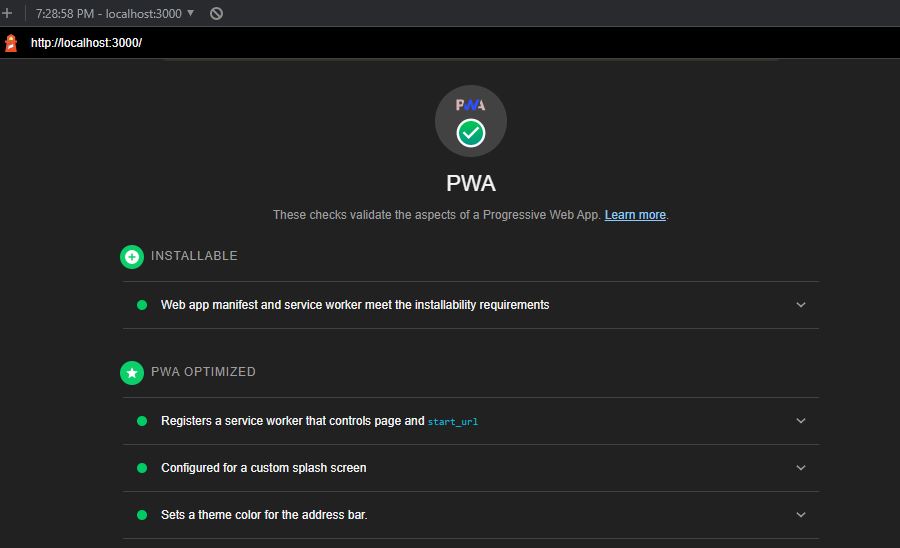 7:28:58 PM - localhost:3000
http://localhost:3000/
PWA
PWA
These checks validate the aspects of a Progressive Web App. Learn more.
INSTALLABLE
Web app manifest and service worker meet the installability requirements
PWA OPTIMIZED
Registers a service worker that controls page and start_url
Configured for a custom splash screen
Sets a theme color for the address bar.